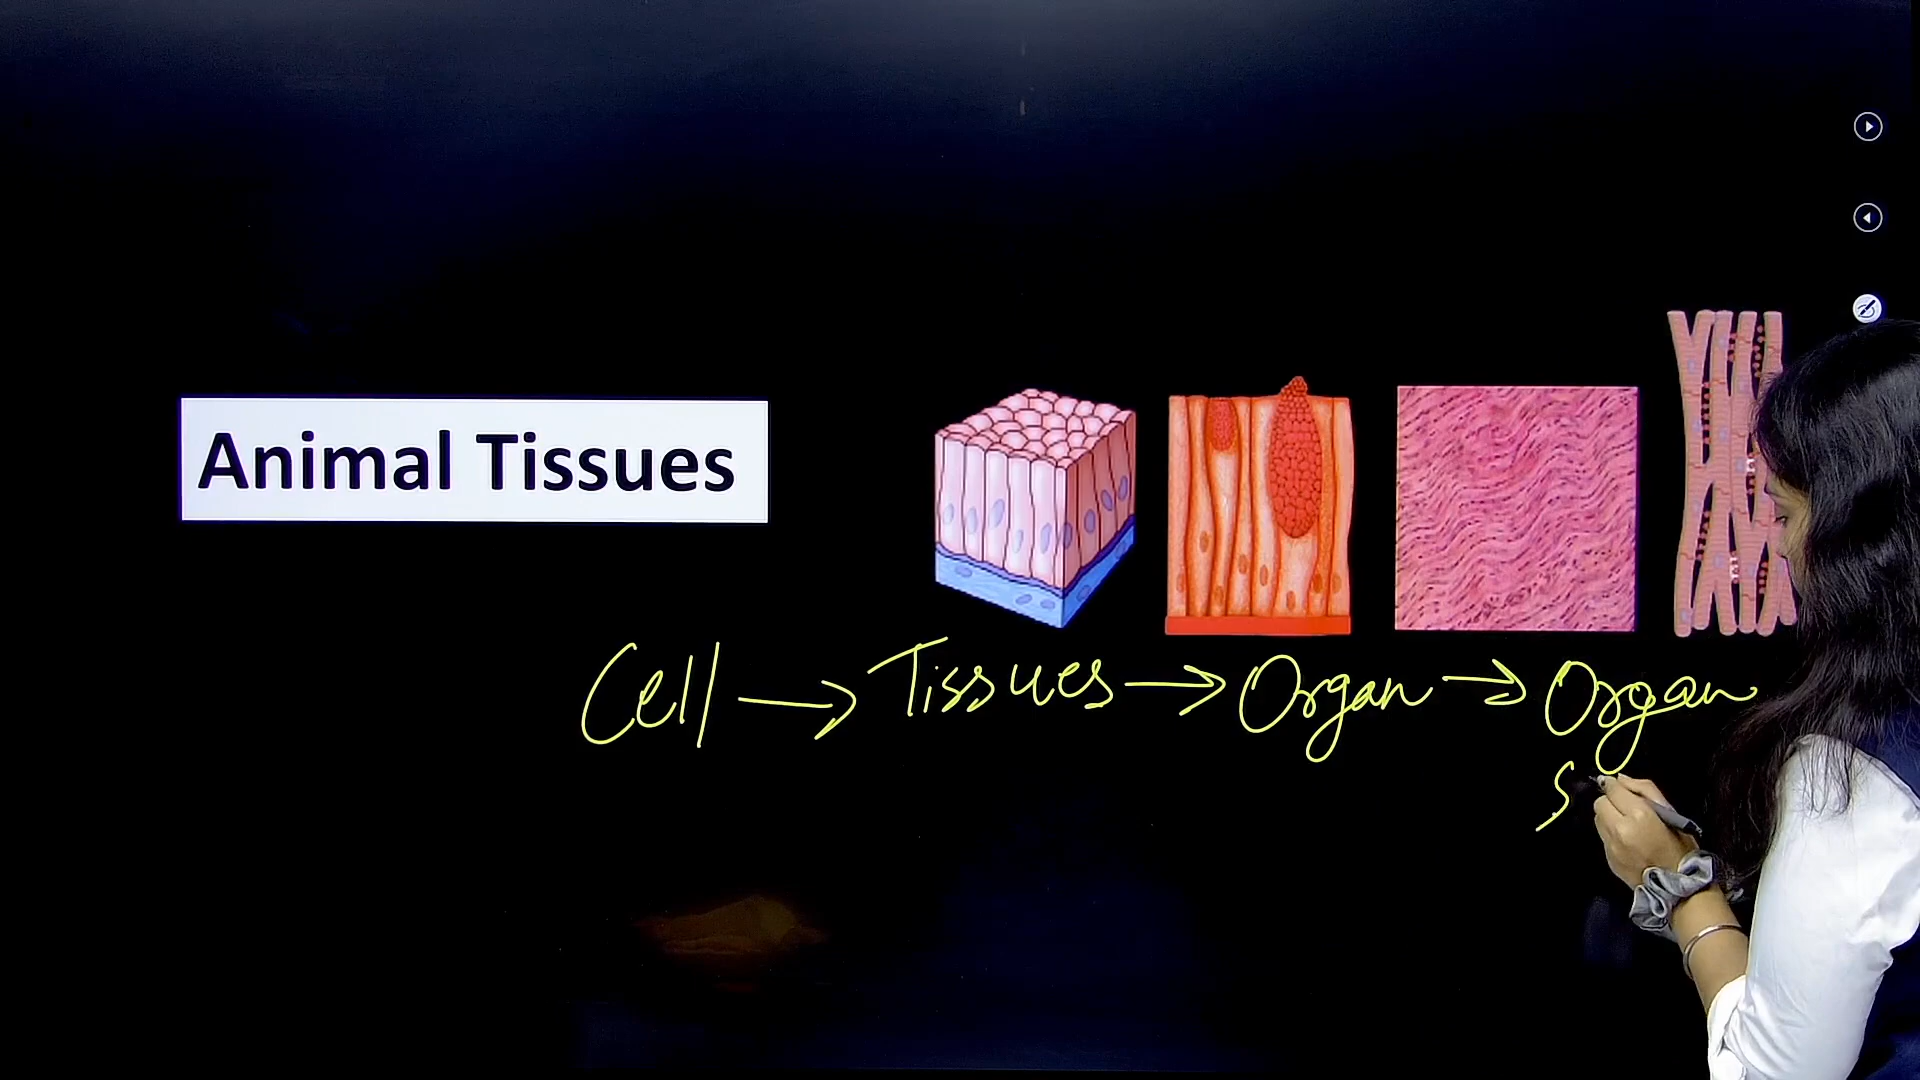 Animal Tissues
Cell → Tissues → Organ → Organ
S